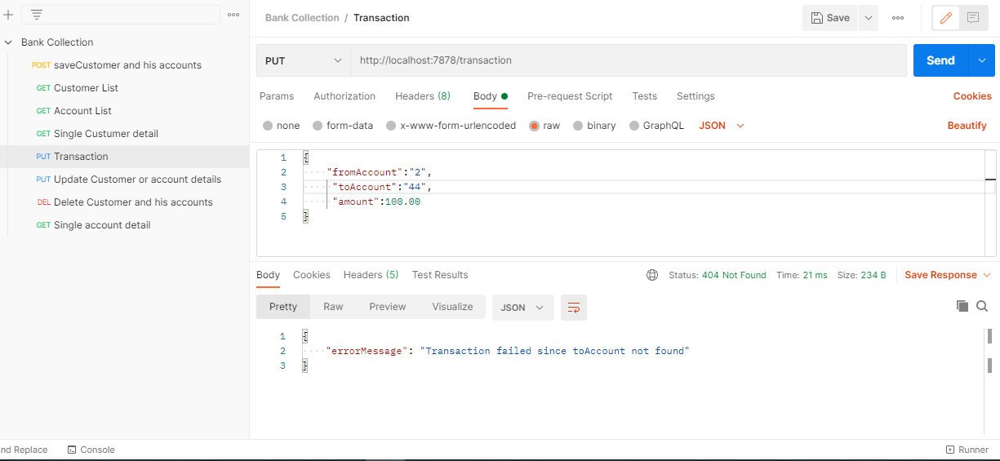 Bank Collection / Transaction
Save
Bank Collection
POST saveCustomer and his accounts
GET Customer List
GET Account List
GET Single Custumer detail
PUT Transaction
PUT Update Customer or account details
DEL Delete Customer and his accounts
GET Single account detail
PUT http://localhost:7878/transaction Send
Params Authorization Headers (8) Body Pre-request Script Tests Settings Cookies
none form-data x-www-form-urlencoded raw binary GraphQL JSON Beautify
1 {
2 "fromAccount":"2",
3 "toAccount":"44",
4 "amount":100.00
5 }
Body Cookies Headers (5) Test Results Status: 404 Not Found Time: 21 ms Size: 234 B Save Response
Pretty Raw Preview Visualize JSON
1 {
2 "errorMessage": "Transaction failed since toAccount not found"
3 }
nd Replace Console Runner